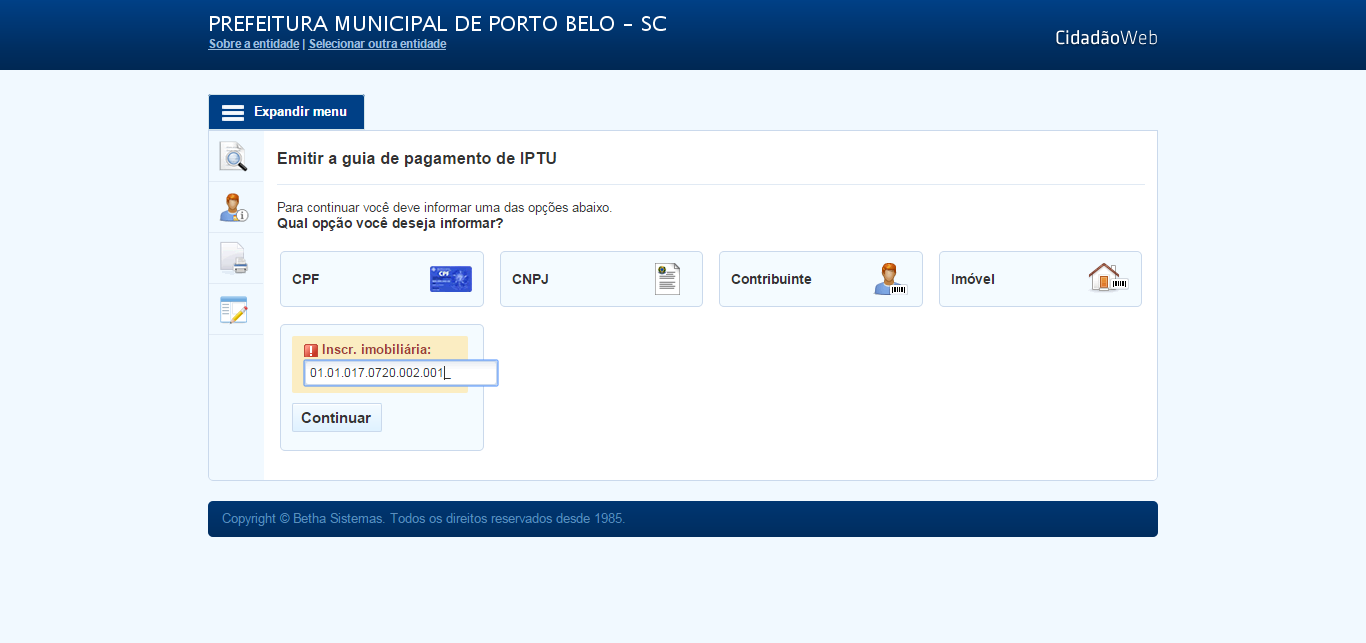 PREFEITURA MUNICIPAL DE PORTO BELO - SC
Sobre a entidade | Selecionar outra entidade
CidadãoWeb
Expandir menu
Emitir a guia de pagamento de IPTU
Para continuar você deve informar uma das opções abaixo.
Qual opção você deseja informar?
CPF
CPF
CNPJ
Contribuinte
Imóvel
Inscr. imobiliária:
01.01.017.0720.002.001_
Continuar
Copyright © Betha Sistemas. Todos os direitos reservados desde 1985.